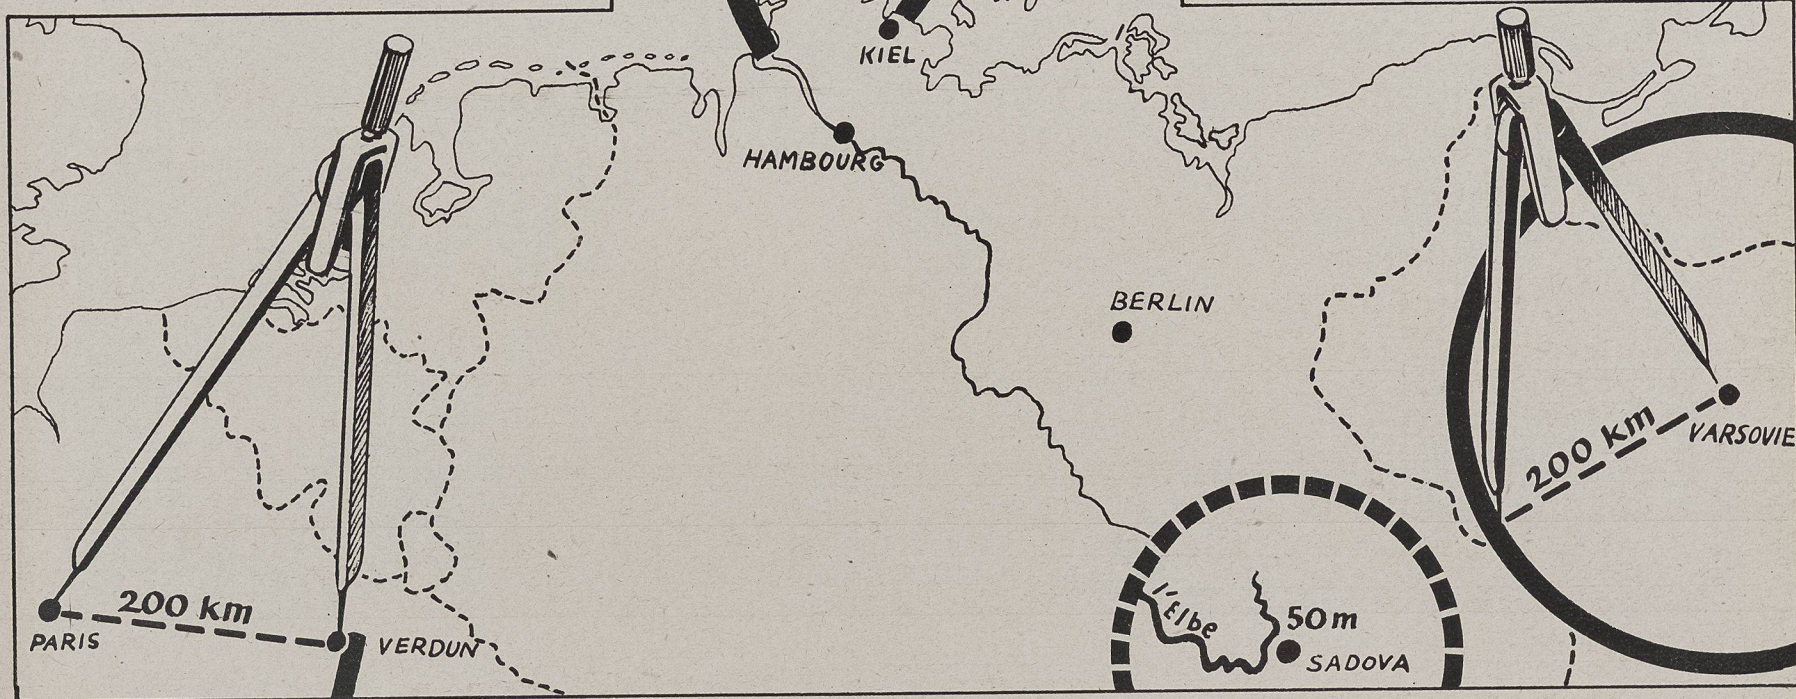 KIEL
HAMBOURG
BERLIN
200 km
VARSOVIE
200 km
PARIS
VERDUN
l'Elbe
50m
SADOVA